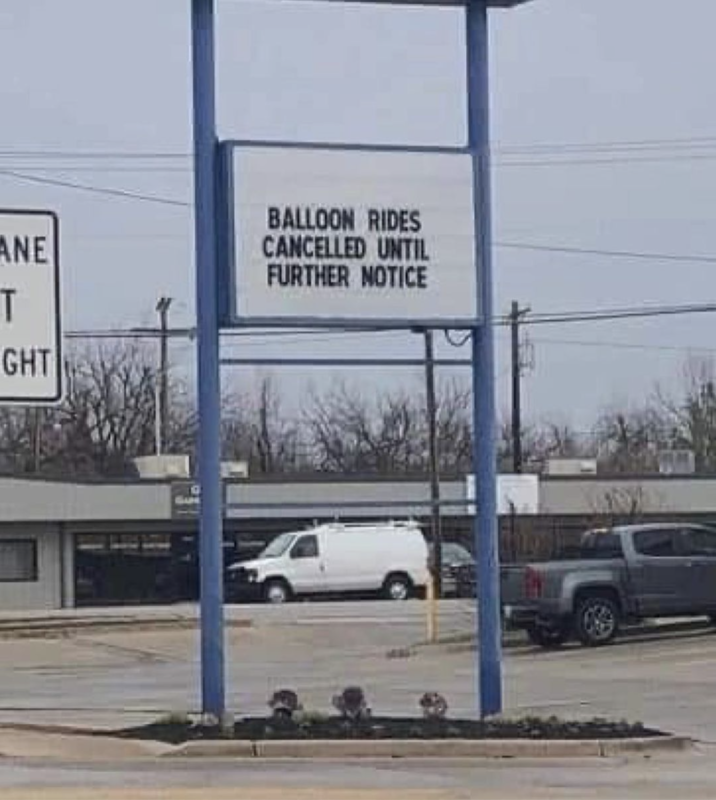 BALLOON RIDES
CANCELLED UNTIL
FURTHER NOTICE
ANE
T
GHT